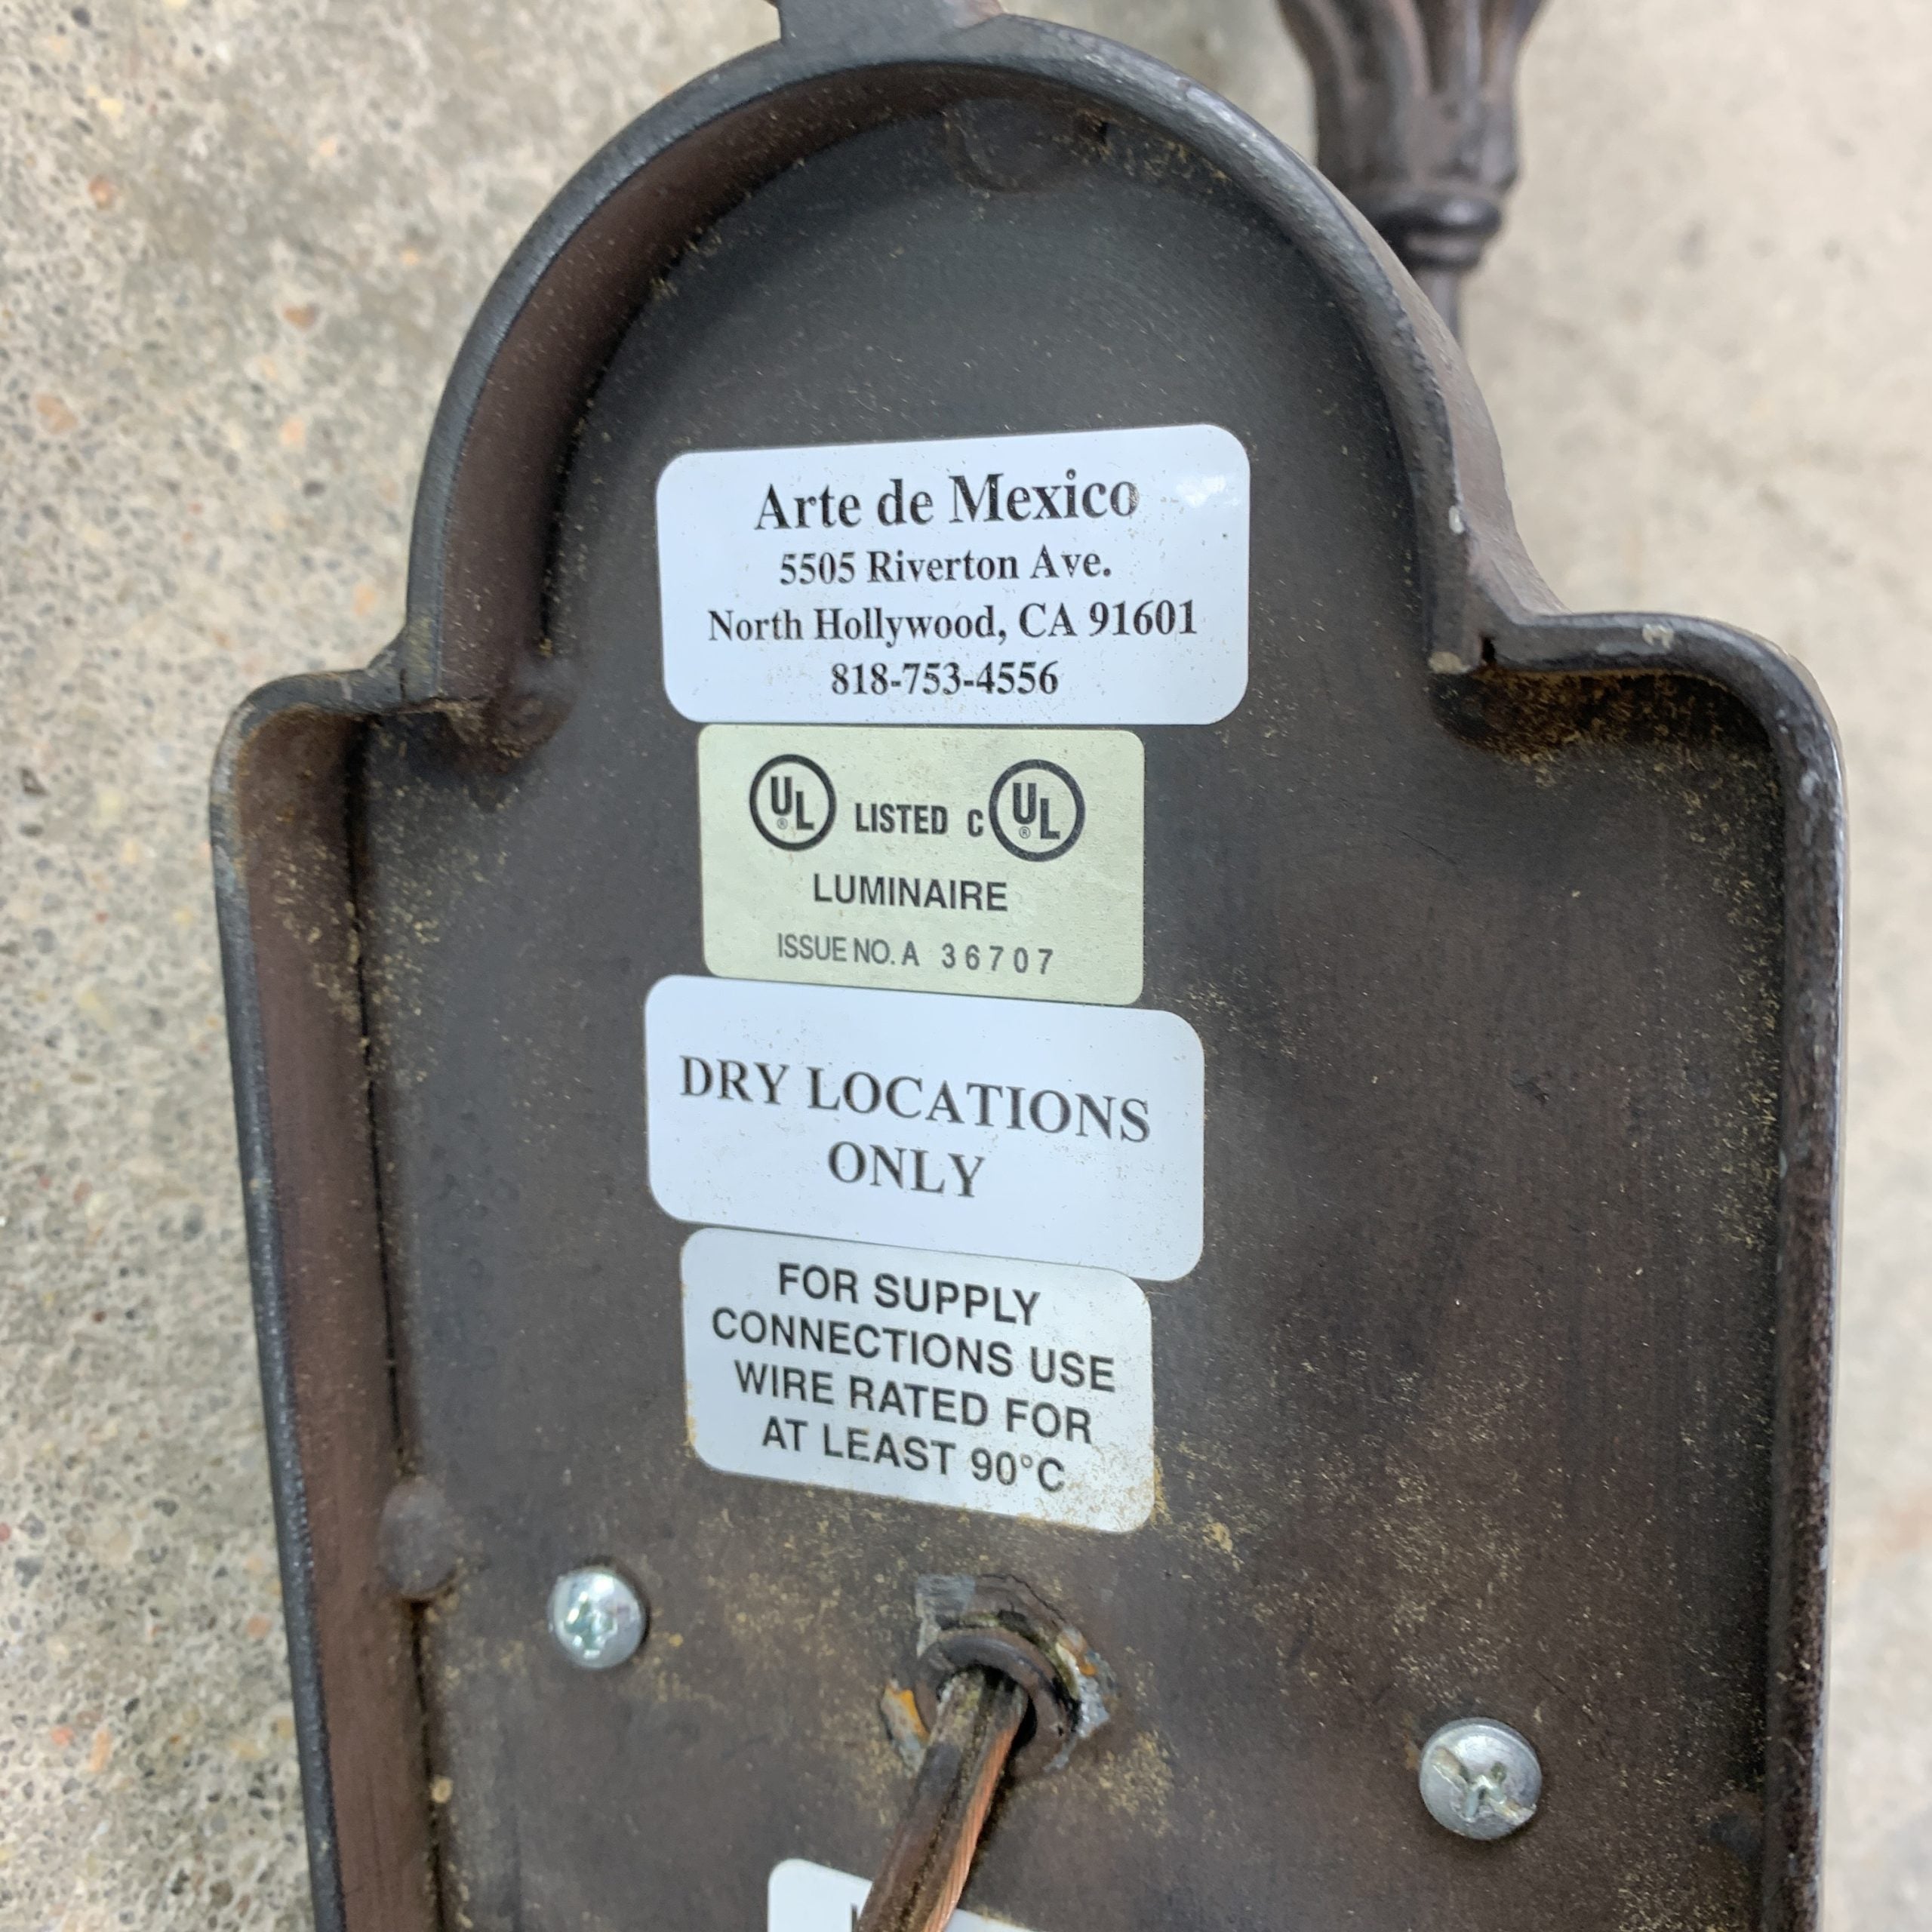 Arte de Mexico
5505 Riverton Ave.
North Hollywood, CA 91601
818-753-4556
UL® LISTED C UL®
LUMINAIRE
ISSUE NO. A 36707
DRY LOCATIONS
ONLY
FOR SUPPLY
CONNECTIONS USE
WIRE RATED FOR
AT LEAST 90°C